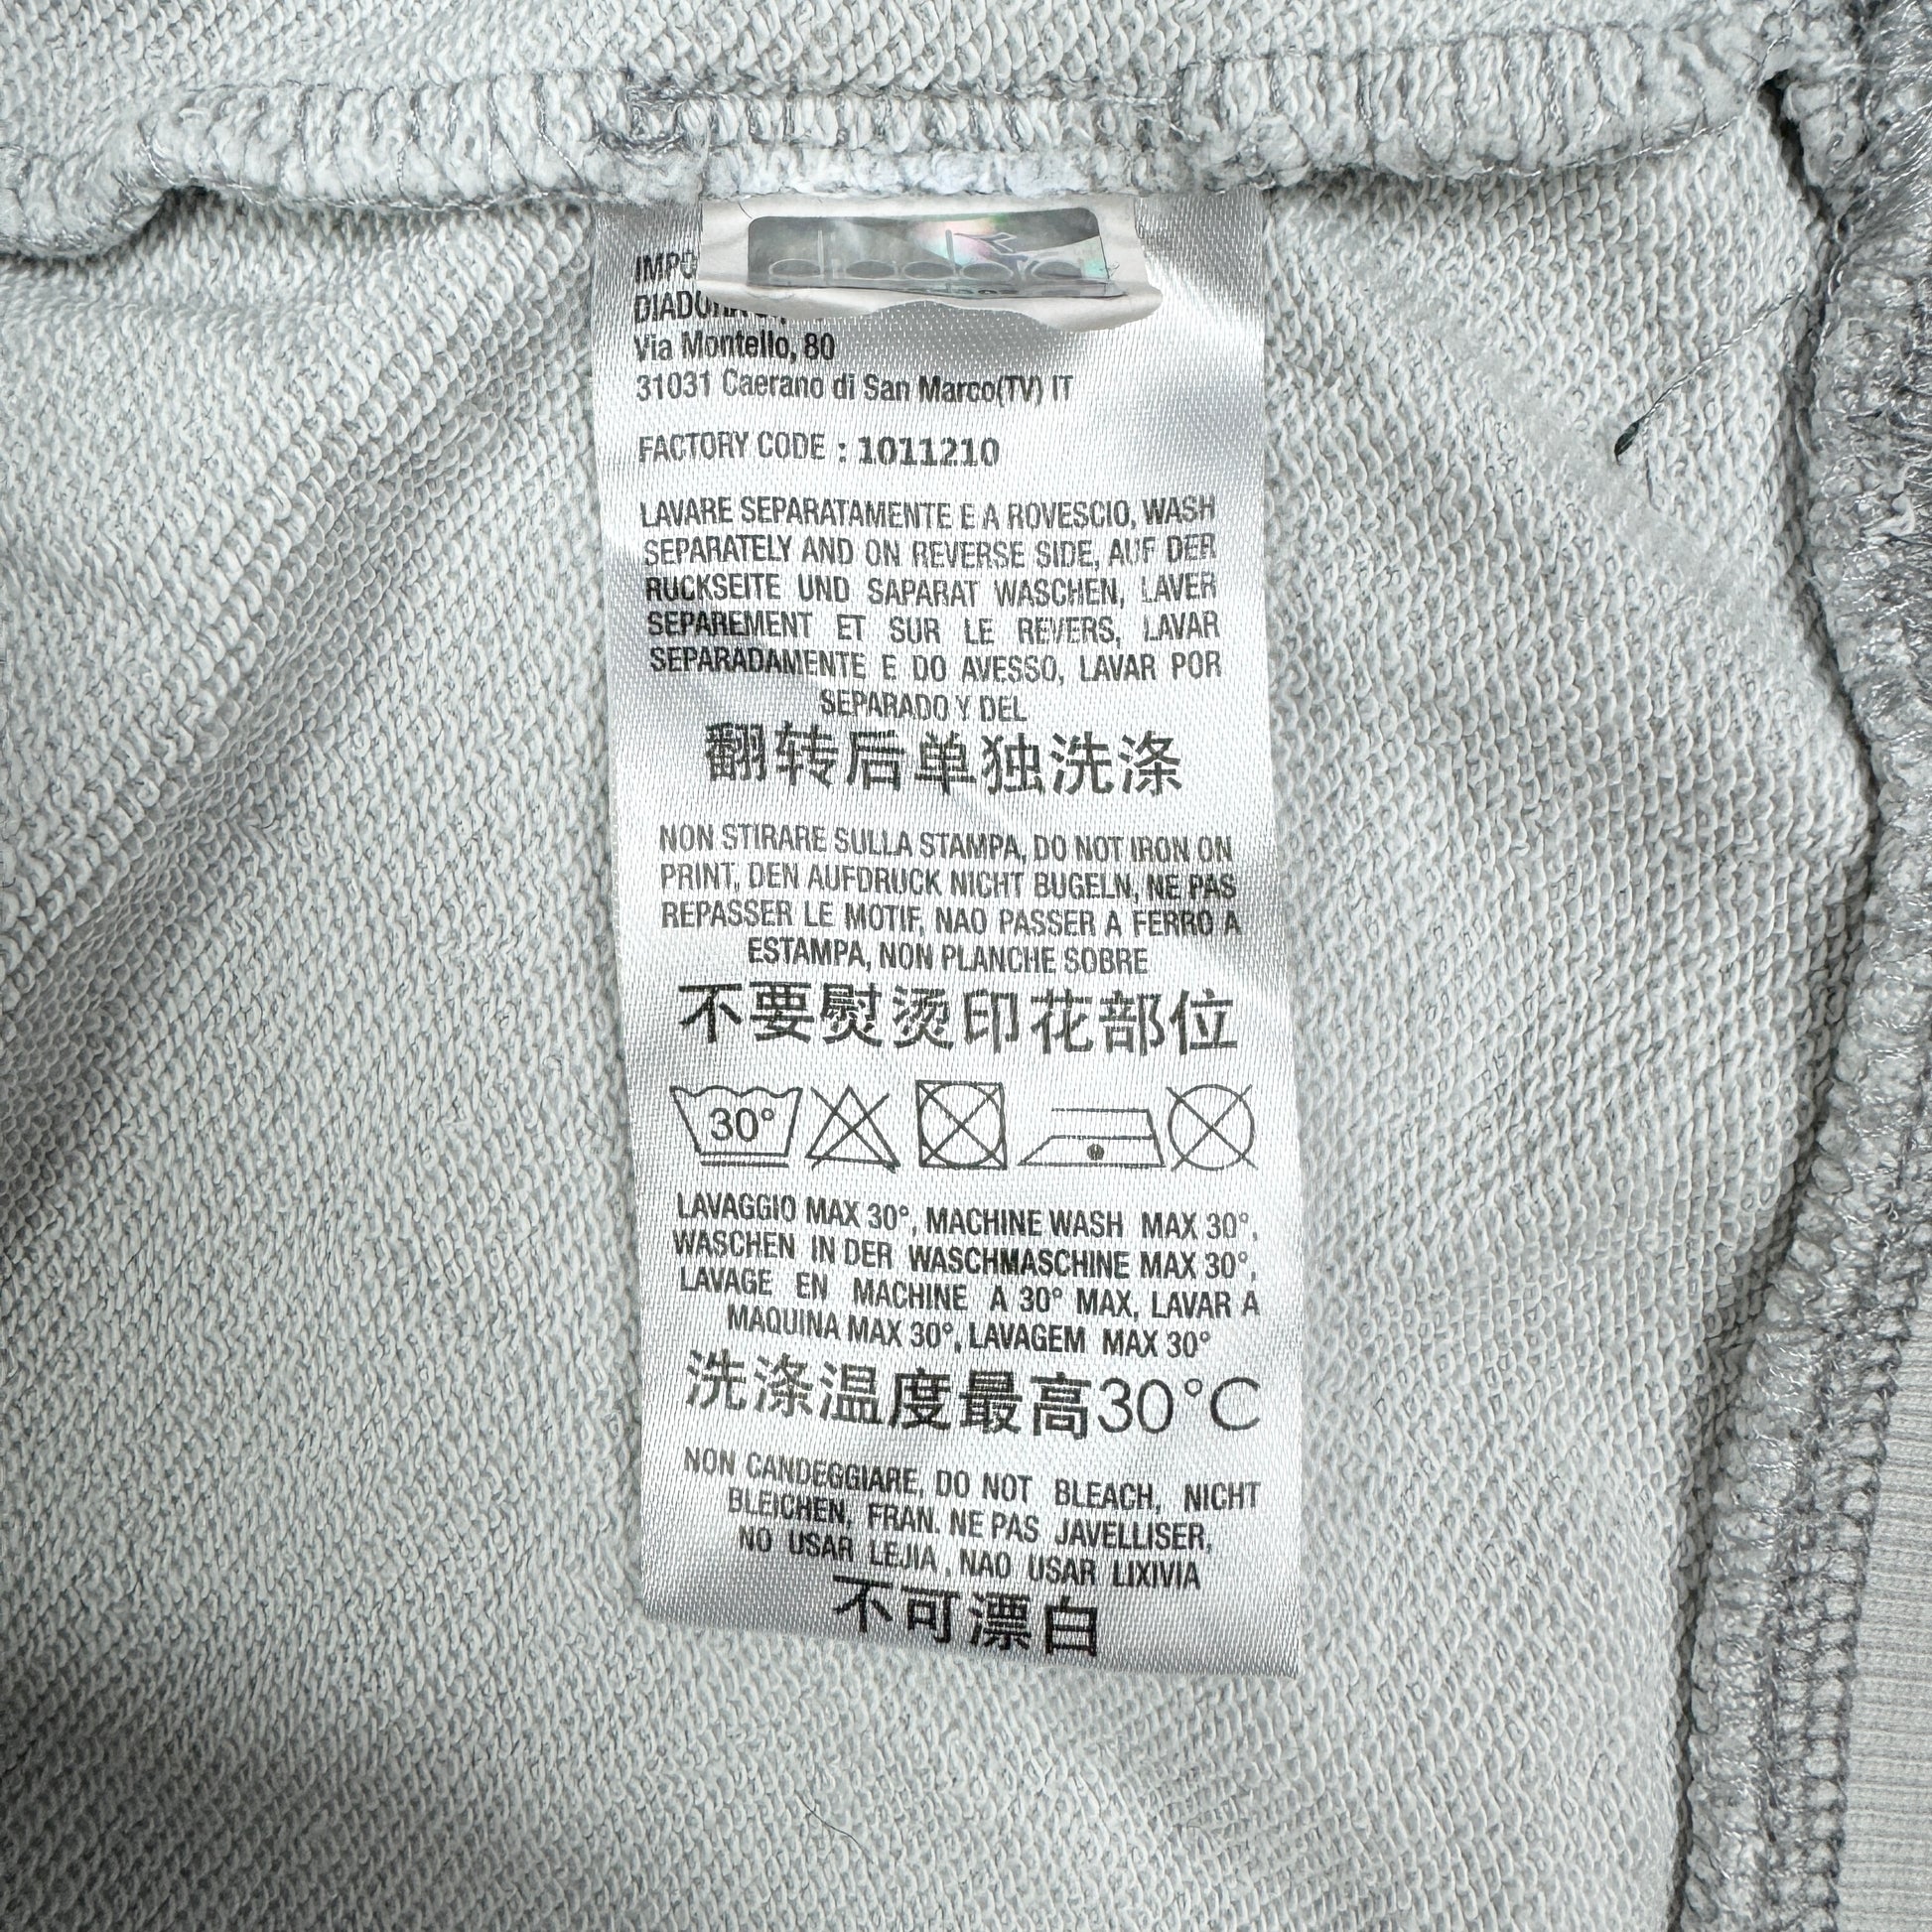 Via Montello, 80
31031 Caerano di San Marco(TV) IT
FACTORY CODE : 1011210
LAVARE SEPARATAMENTE E A ROVESCIO, WASH
SEPARATELY AND ON REVERSE SIDE, AUF DER
RUCKSEITE UND SAPARAT WASCHEN, LAVER
SEPAREMENT ET SUR LE REVERS, LAVAR
SEPARADAMENTE E DO AVESSO, LAVAR POR
SEPARADO Y DEL
翻转后单独洗涤
NON STIRARE SULLA STAMPA, DO NOT IRON ON
PRINT, DEN AUFDRUCK NICHT BUGELN, NE PAS
REPASSER LE MOTIF, NAO PASSER A FERRO A
ESTAMPA, NON PLANCHE SOBRE
不要熨烫印花部位
30°
LAVAGGIO MAX 30°, MACHINE WASH MAX 30°,
WASCHEN IN DER WASCHMASCHINE MAX 30°,
LAVAGE EN MACHINE A 30° MAX, LAVAR A
MAQUINA MAX 30°, LAVAGEM MAX 30°
洗涤温度最高30°C
NON CANDEGGIARE, DO NOT BLEACH, NICHT
BLEICHEN, FRAN. NE PAS JAVELLISER,
NO USAR LEJIA, NAO USAR LIXIVIA
不可漂白